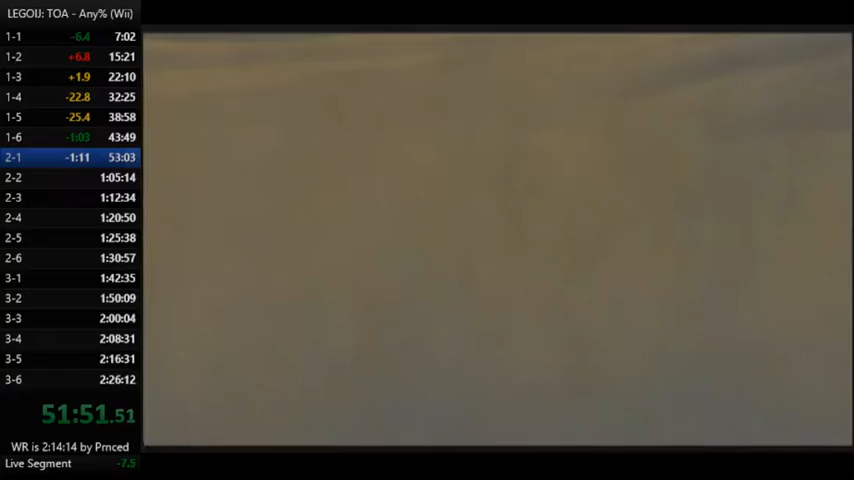 LEGOIJ: TOA - Any% (Wii)
1-1 -6.4 7:02
1-2 +6.8 15:21
1-3 +1.9 22:10
1-4 -22.8 32:25
1-5 -25.4 38:58
1-6 -1:03 43:49
2-1 -1:11 53:03
2-2 1:05:14
2-3 1:12:34
2-4 1:20:50
2-5 1:25:38
2-6 1:30:57
3-1 1:42:35
3-2 1:50:09
3-3 2:00:04
3-4 2:08:31
3-5 2:16:31
3-6 2:26:12
51:51.51
WR is 2:14:14 by Pmced
Live Segment -7.5